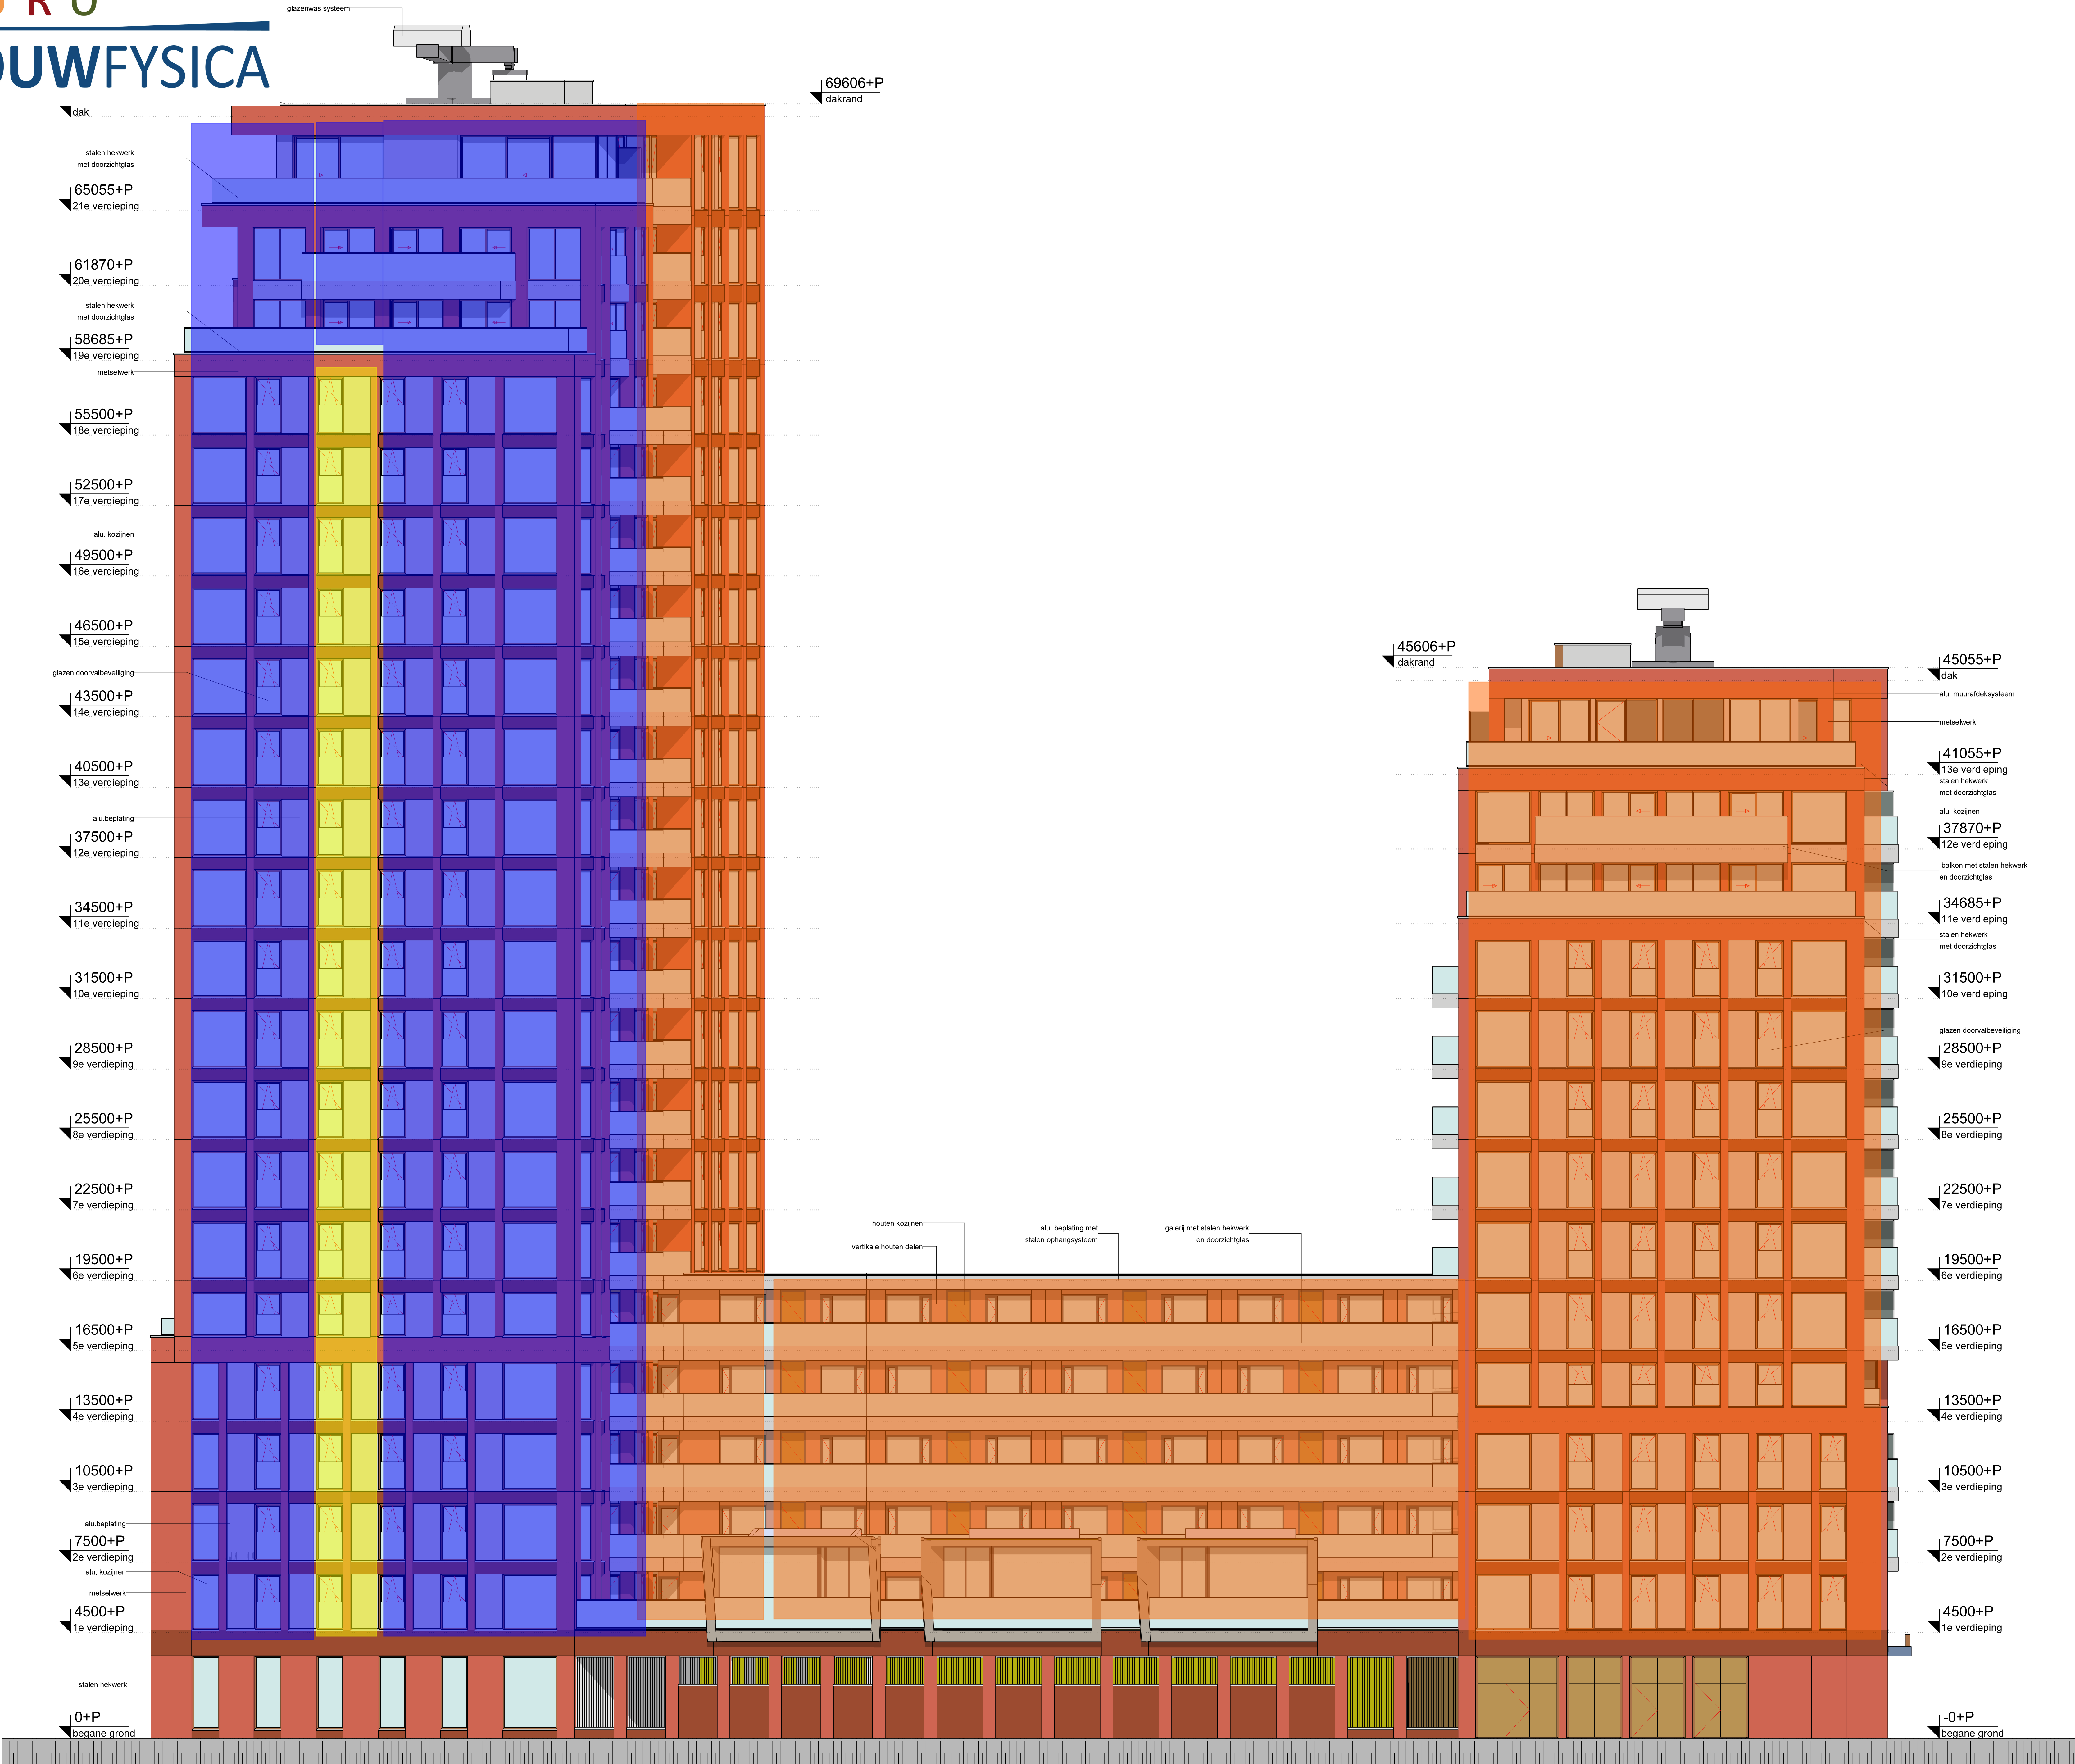 RU
OUWFYSICA
glazenwas systeem
dak
69606+P
dakrand
stalen hekwerk
met doorzichtglas
65055+P
21e verdieping
61870+P
20e verdieping
stalen hekwerk
met doorzichtglas
58685+P
19e verdieping
metselwerk
55500+P
18e verdieping
52500+P
17e verdieping
alu. kozijnen
49500+P
16e verdieping
46500+P
15e verdieping
glazen doorvalbeveiliging
43500+P
14e verdieping
40500+P
13e verdieping
alu.beplating
37500+P
12e verdieping
34500+P
11e verdieping
31500+P
10e verdieping
28500+P
9e verdieping
25500+P
8e verdieping
22500+P
7e verdieping
19500+P
6e verdieping
16500+P
5e verdieping
13500+P
4e verdieping
10500+P
3e verdieping
alu.beplating
7500+P
2e verdieping
alu. kozijnen
metselwerk
4500+P
1e verdieping
stalen hekwerk
0+P
begane grond
houten kozijnen
vertikale houten delen
alu. beplating met
stalen ophangsysteem
galerij met stalen hekwerk
en doorzichtglas
45606+P
dakrand
45055+P
dak
alu, muurafdeksysteem
metselwerk
41055+P
13e verdieping
stalen hekwerk
met doorzichtglas
alu, kozijnen
37870+P
12e verdieping
balkon met stalen hekwerk
en doorzichtglas
34685+P
11e verdieping
stalen hekwerk
met doorzichtglas
31500+P
10e verdieping
glazen doorvalbeveiliging
28500+P
9e verdieping
25500+P
8e verdieping
22500+P
7e verdieping
19500+P
6e verdieping
16500+P
5e verdieping
13500+P
4e verdieping
10500+P
3e verdieping
7500+P
2e verdieping
4500+P
1e verdieping
-0+P
begane grond